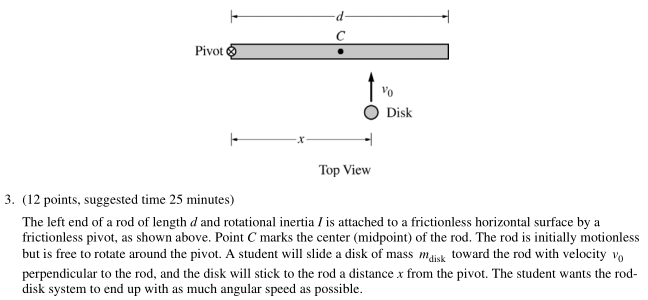 d
C
Pivot
v₀
Disk
x
Top View
3. (12 points, suggested time 25 minutes)
The left end of a rod of length d and rotational inertia I is attached to a frictionless horizontal surface by a
frictionless pivot, as shown above. Point C marks the center (midpoint) of the rod. The rod is initially motionless
but is free to rotate around the pivot. A student will slide a disk of mass m_disk toward the rod with velocity v₀
perpendicular to the rod, and the disk will stick to the rod a distance x from the pivot. The student wants the rod-
disk system to end up with as much angular speed as possible.